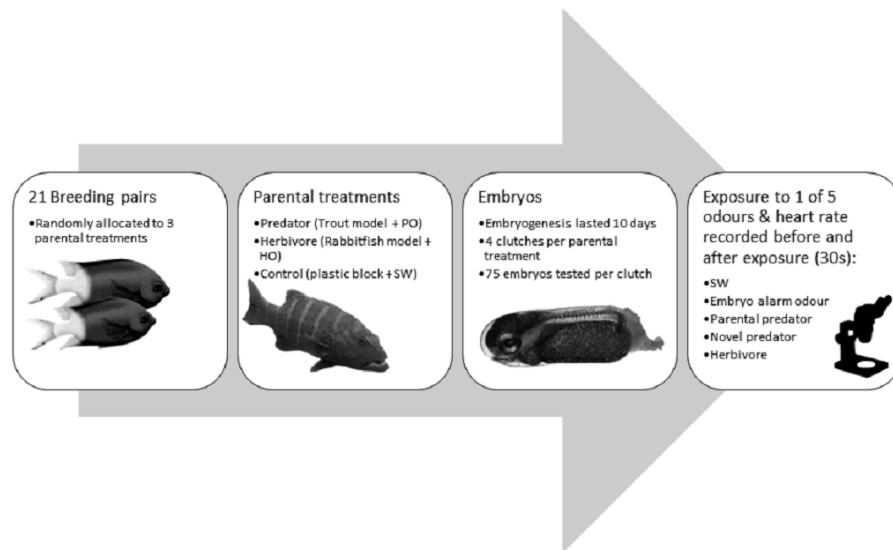 21 Breeding pairs
•Randomly allocated to 3
parental treatments
Parental treatments
•Predator (Trout model + PO)
•Herbivore (Rabbitfish model +
HO)
•Control (plastic block + SW)
Embryos
•Embryogenesis lasted 10 days
•4 clutches per parental
treatment
•75 embryos tested per clutch
Exposure to 1 of 5
odours & heart rate
recorded before and
after exposure (30s):
•SW
•Embryo alarm odour
•Parental predator
•Novel predator
•Herbivore